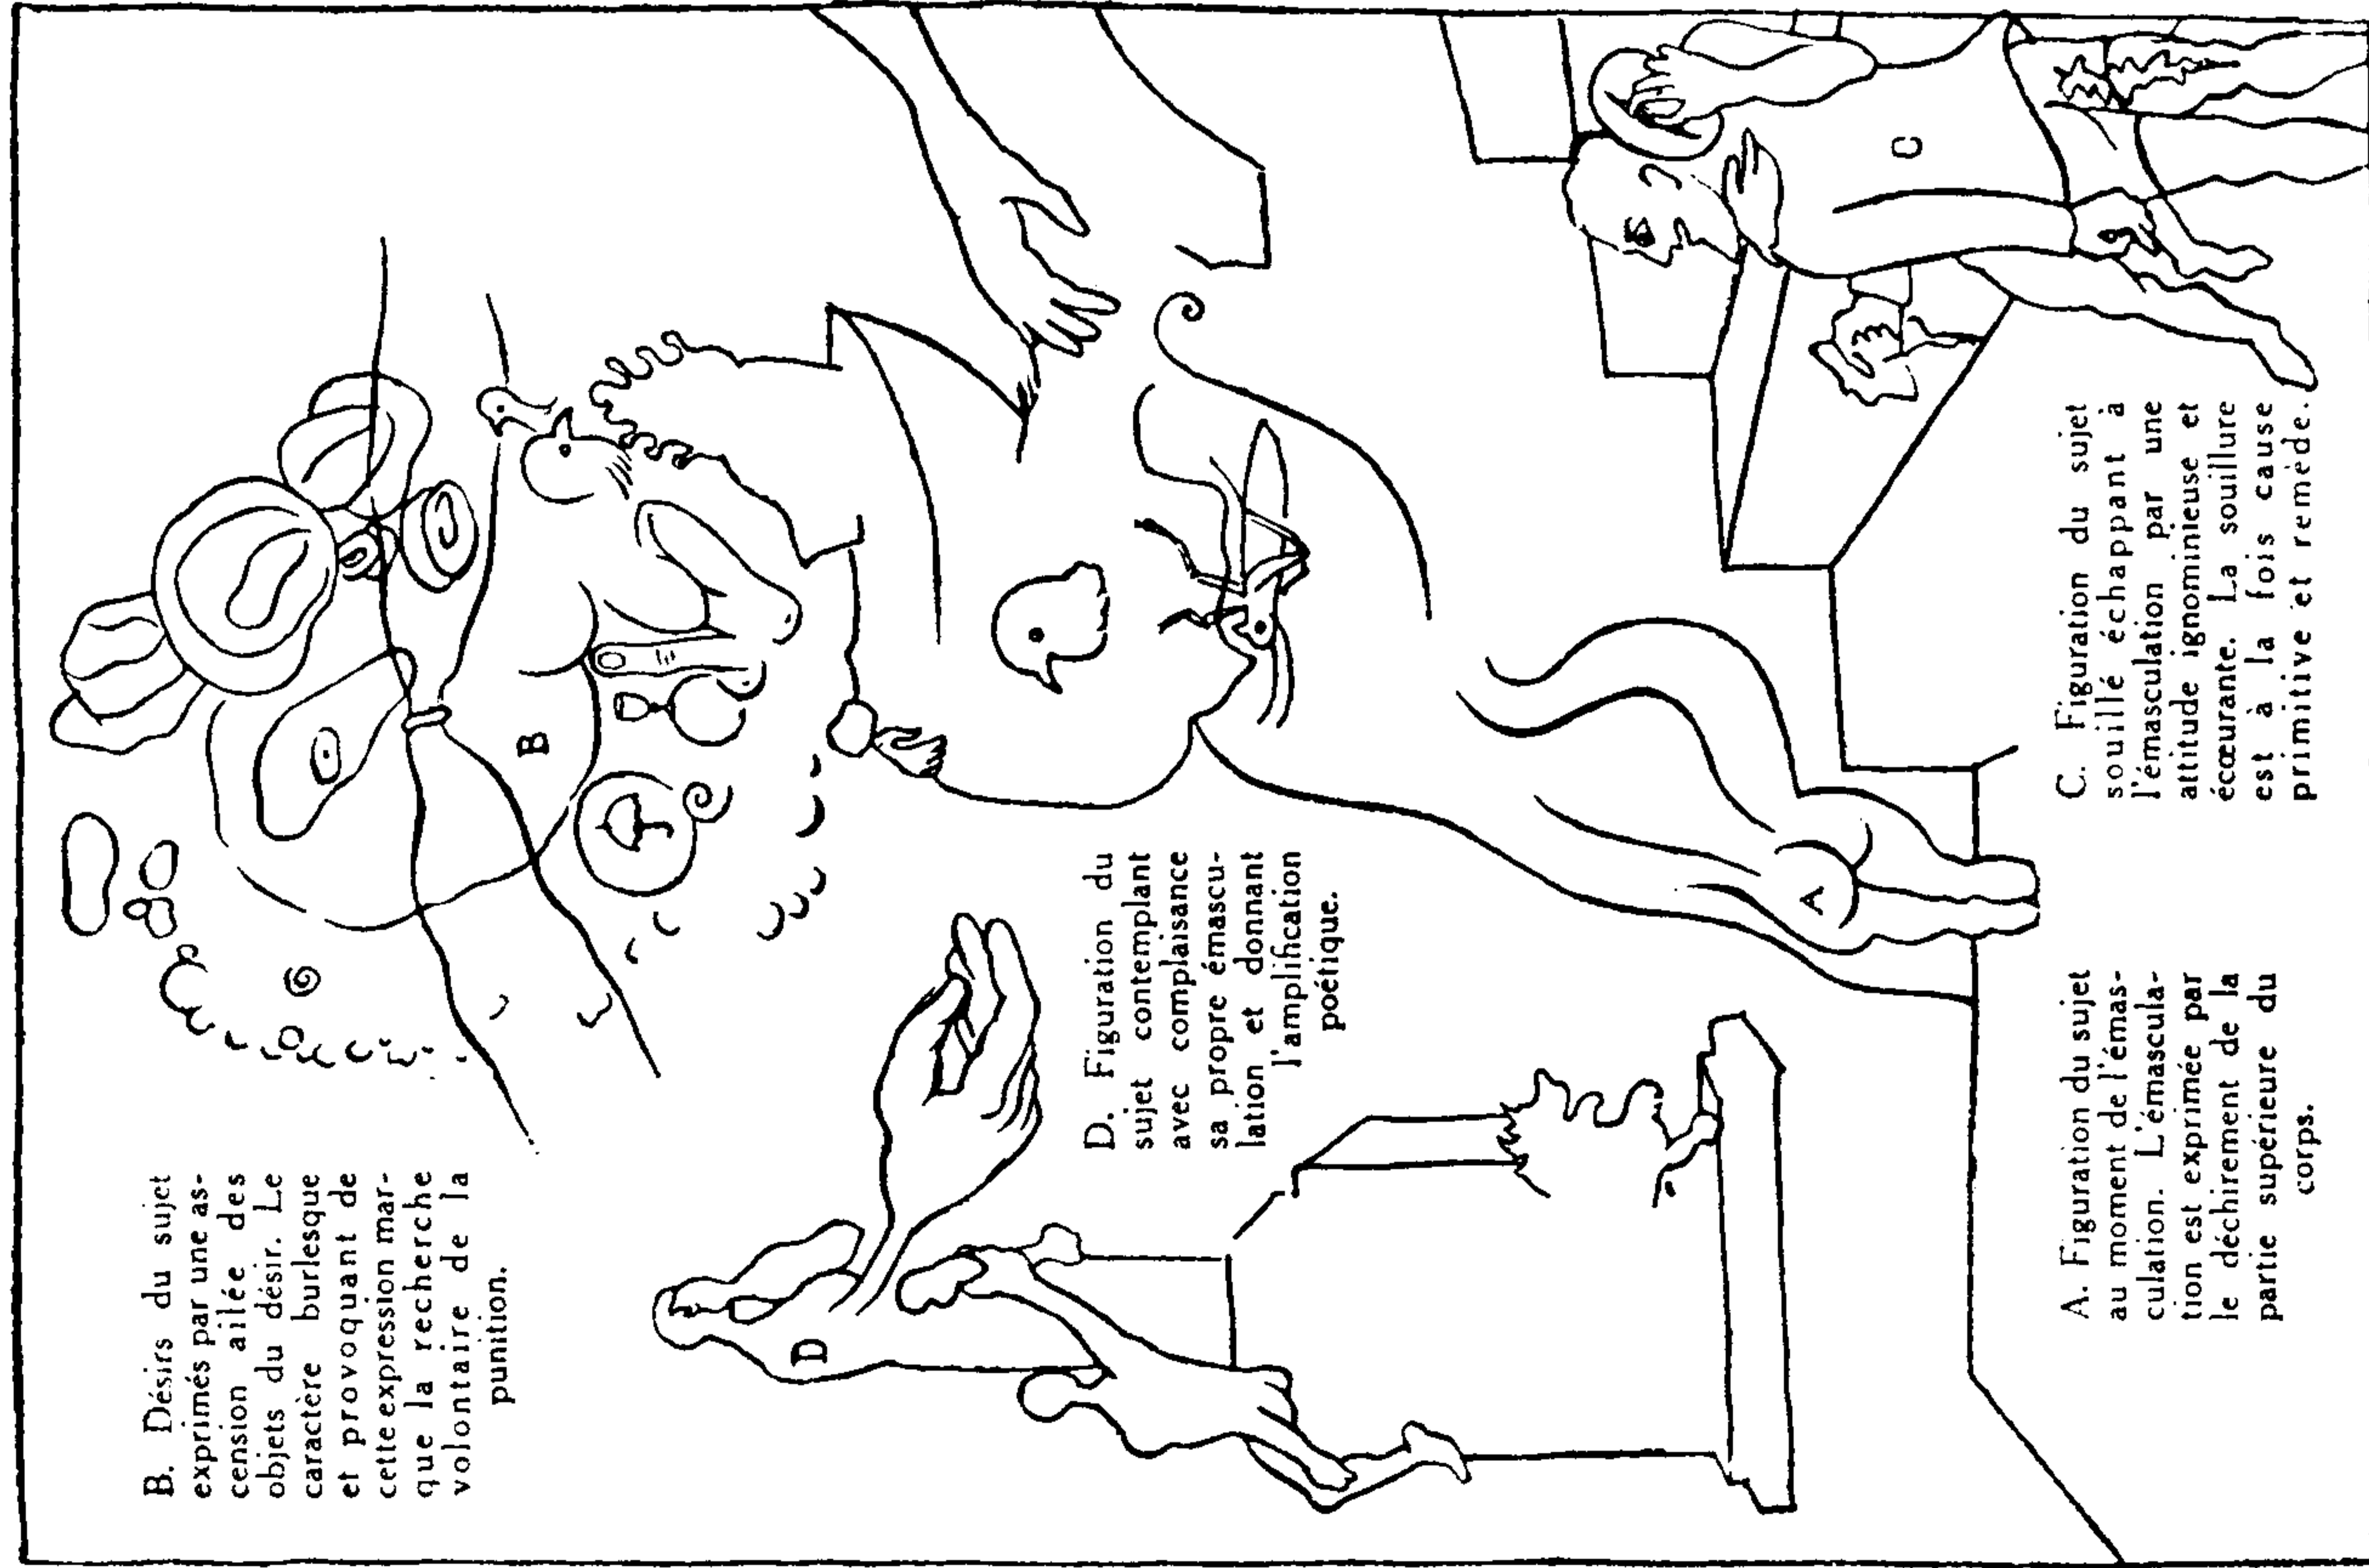 B. Désirs du sujet
exprimés par une as-
cension ailée des
objets du désir. Le
caractère burlesque
et provoquant de
cette expression mar-
que la recherche
volontaire de la
punition.
B
D
D. Figuration du
sujet contemplant
avec complaisance
sa propre émascu-
lation et donnant
l'amplification
poétique.
A
C
A. Figuration du sujet
au moment de l'émas-
culation. L'émascula-
tion est exprimée par
le déchirement de la
partie supérieure du
corps.
C. Figuration du sujet
souillé échappant à
l'émasculation par une
attitude ignominieuse et
écœurante. La souillure
est à la fois cause
primitive et remède.